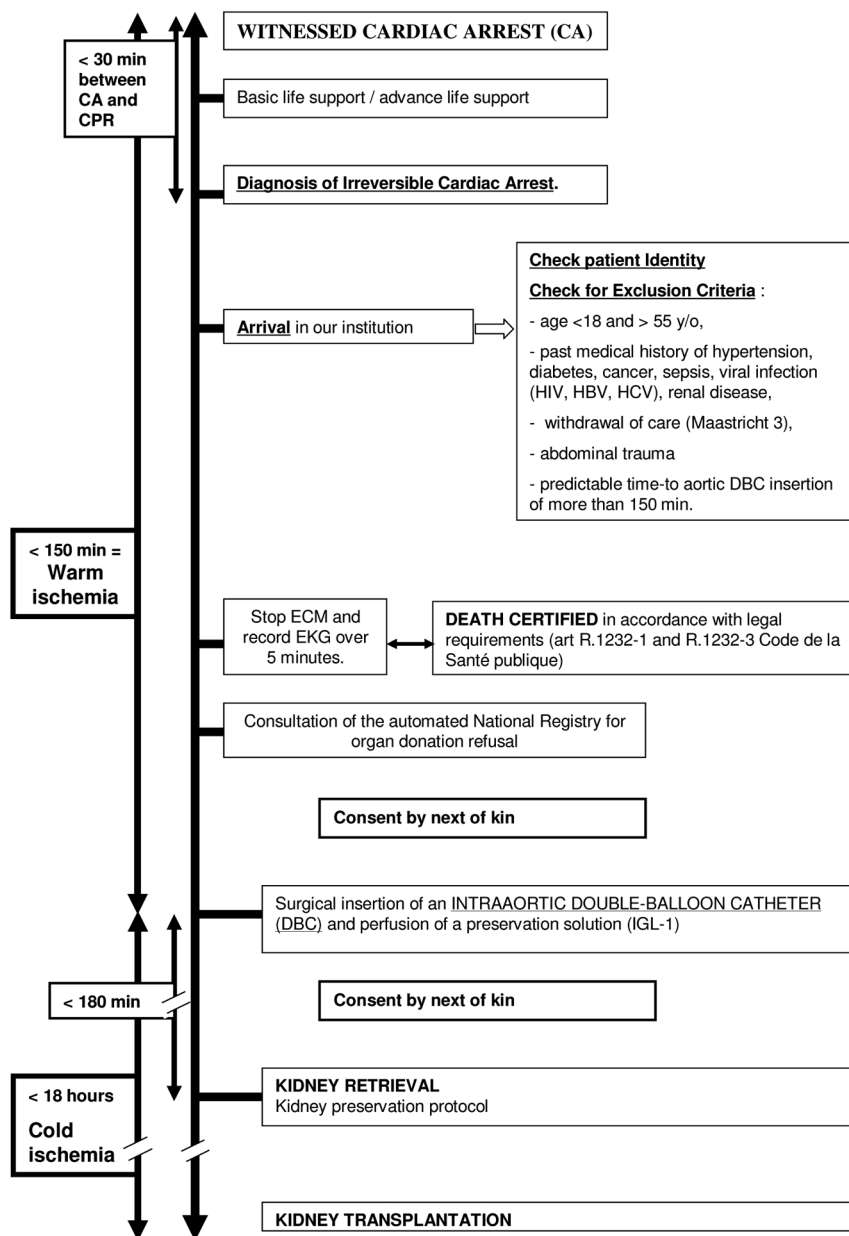 WITNESSED CARDIAC ARREST (CA)
< 30 min
between
CA and
CPR
Basic life support / advance life support
Diagnosis of Irreversible Cardiac Arrest.
Check patient Identity
Check for Exclusion Criteria :
- age <18 and > 55 y/o,
- past medical history of hypertension,
diabetes, cancer, sepsis, viral infection
(HIV, HBV, HCV), renal disease,
- withdrawal of care (Maastricht 3),
- abdominal trauma
- predictable time-to aortic DBC insertion
of more than 150 min.
Arrival in our institution
< 150 min =
Warm
ischemia
Stop ECM and
record EKG over
5 minutes.
DEATH CERTIFIED in accordance with legal
requirements (art R.1232-1 and R.1232-3 Code de la
Santé publique)
Consultation of the automated National Registry for
organ donation refusal
Consent by next of kin
Surgical insertion of an INTRAAORTIC DOUBLE-BALLOON CATHETER
(DBC) and perfusion of a preservation solution (IGL-1)
< 180 min
Consent by next of kin
KIDNEY RETRIEVAL
Kidney preservation protocol
< 18 hours
Cold
ischemia
KIDNEY TRANSPLANTATION